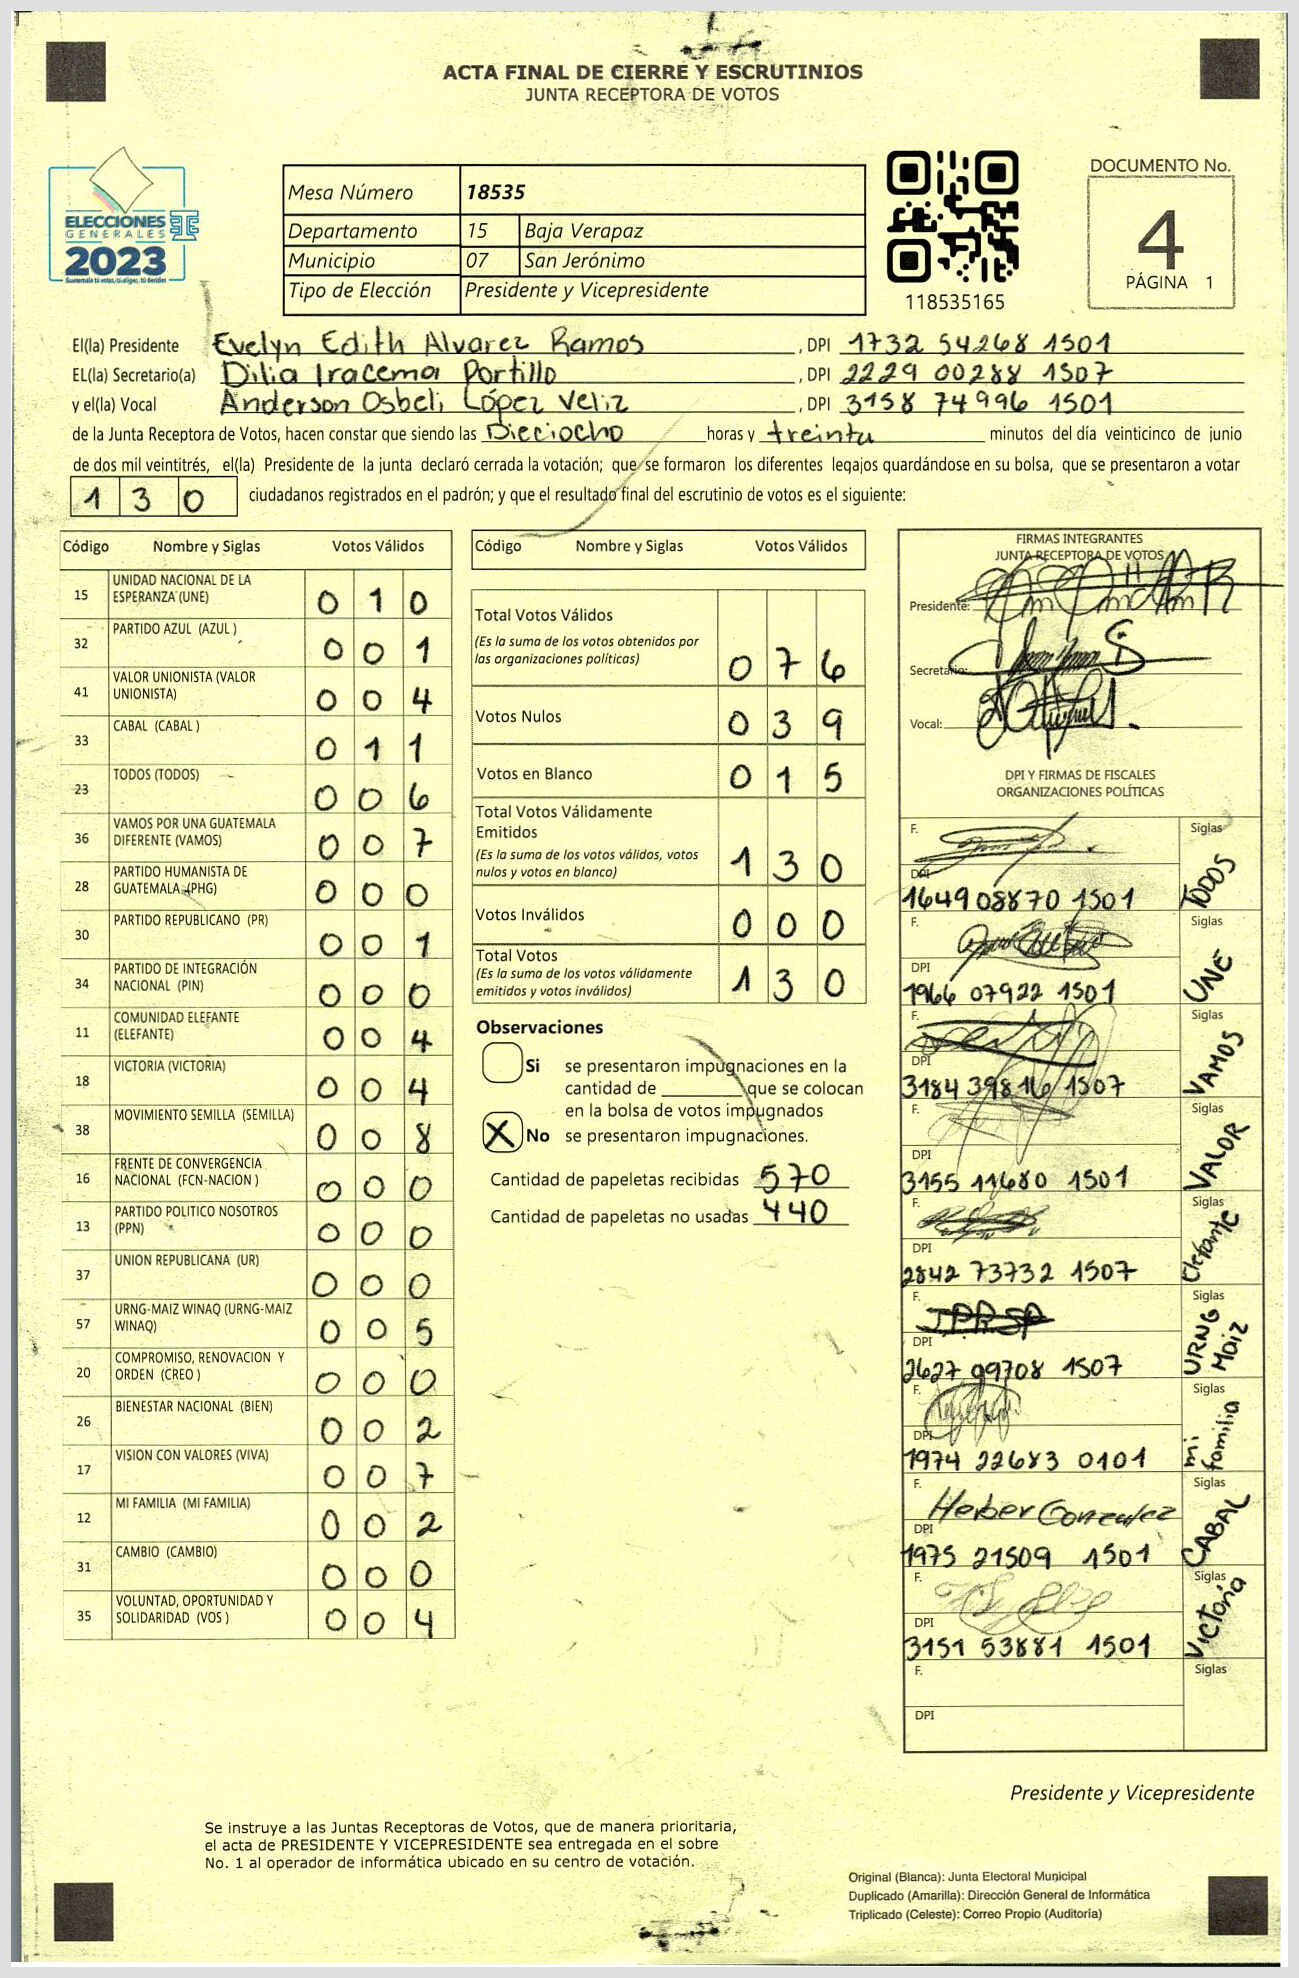 ACTA FINAL DE CIERRE Y ESCRUTINIOS
JUNTA RECEPTORA DE VOTOS
ELECCIONES
GENERALES
2023
Mesa Número 18535
Departamento 15 Baja Verapaz
Municipio 07 San Jerónimo
Tipo de Elección Presidente y Vicepresidente
118535165
DOCUMENTO No.
4
PÁGINA 1
El(la) Presidente Evelyn Edith Alvarez Ramos , DPI 1732 54268 1501
EL(la) Secretario(a) Dilia Iracema Portillo , DPI 2229 00288 1507
y el(la) Vocal Anderson Osbeli López Veliz , DPI 3158 74996 1501
de la Junta Receptora de Votos, hacen constar que siendo las Dieciocho horas y treinta minutos del día veinticinco de junio
de dos mil veintitrés, el(la) Presidente de la junta declaró cerrada la votación; que se formaron los diferentes legajos guardándose en su bolsa, que se presentaron a votar
130 ciudadanos registrados en el padrón; y que el resultado final del escrutinio de votos es el siguiente:
Código Nombre y Siglas Votos Válidos
15 UNIDAD NACIONAL DE LA
ESPERANZA (UNE) 0 1 0
32 PARTIDO AZUL (AZUL ) 0 0 1
41 VALOR UNIONISTA (VALOR
UNIONISTA) 0 0 4
33 CABAL (CABAL ) 0 1 1
23 TODOS (TODOS) 0 0 6
36 VAMOS POR UNA GUATEMALA
DIFERENTE (VAMOS) 0 0 7
28 PARTIDO HUMANISTA DE
GUATEMALA (PHG) 0 0 0
30 PARTIDO REPUBLICANO (PR) 0 0 1
34 PARTIDO DE INTEGRACIÓN
NACIONAL (PIN) 0 0 0
11 COMUNIDAD ELEFANTE
(ELEFANTE) 0 0 4
18 VICTORIA (VICTORIA) 0 0 4
38 MOVIMIENTO SEMILLA (SEMILLA) 0 0 8
16 FRENTE DE CONVERGENCIA
NACIONAL (FCN-NACION ) 0 0 0
13 PARTIDO POLITICO NOSOTROS
(PPN) 0 0 0
37 UNION REPUBLICANA (UR) 0 0 0
57 URNG-MAIZ WINAQ (URNG-MAIZ
WINAQ) 0 0 5
20 COMPROMISO, RENOVACION Y
ORDEN (CREO ) 0 0 0
26 BIENESTAR NACIONAL (BIEN) 0 0 2
17 VISION CON VALORES (VIVA) 0 0 7
12 MI FAMILIA (MI FAMILIA) 0 0 2
31 CAMBIO (CAMBIO) 0 0 0
35 VOLUNTAD, OPORTUNIDAD Y
SOLIDARIDAD (VOS ) 0 0 4
Código Nombre y Siglas Votos Válidos
Total Votos Válidos
(Es la suma de los votos obtenidos por
las organizaciones políticas) 0 7 6
Votos Nulos 0 3 9
Votos en Blanco 0 1 5
Total Votos Válidamente
Emitidos
(Es la suma de los votos válidos, votos
nulos y votos en blanco) 1 3 0
Votos Inválidos 0 0 0
Total Votos
(Es la suma de los votos válidamente
emitidos y votos inválidos) 1 3 0
Observaciones
Si se presentaron impugnaciones en la
cantidad de ________ que se colocan
en la bolsa de votos impugnados
X No se presentaron impugnaciones.
Cantidad de papeletas recibidas 570
Cantidad de papeletas no usadas 440
FIRMAS INTEGRANTES
JUNTA RECEPTORA DE VOTOS
Presidente:
Secretario:
Vocal:
DPI Y FIRMAS DE FISCALES
ORGANIZACIONES POLÍTICAS
F. Siglas
DPI
1649 08870 1501 TODOS
F. Siglas
DPI
1966 07922 1501 UNE
F. Siglas
DPI
3184 39816 1507 VAMOS
F. Siglas
DPI
3155 11680 1501 VALOR
F. Siglas
DPI
2842 73732 1507 Elefante
F. Siglas
DPI
2627 09708 1507 URNG Maiz
F. Siglas
DPI
1974 22683 0101 mi familia
F. Heber Gonzalez Siglas
DPI
1975 21509 1501 CABAL
F. Siglas
DPI
3151 53881 1501 Victoria
F. Siglas
DPI
Presidente y Vicepresidente
Se instruye a las Juntas Receptoras de Votos, que de manera prioritaria,
el acta de PRESIDENTE Y VICEPRESIDENTE sea entregada en el sobre
No. 1 al operador de informática ubicado en su centro de votación.
Original (Blanca): Junta Electoral Municipal
Duplicado (Amarilla): Dirección General de Informática
Triplicado (Celeste): Correo Propio (Auditoría)